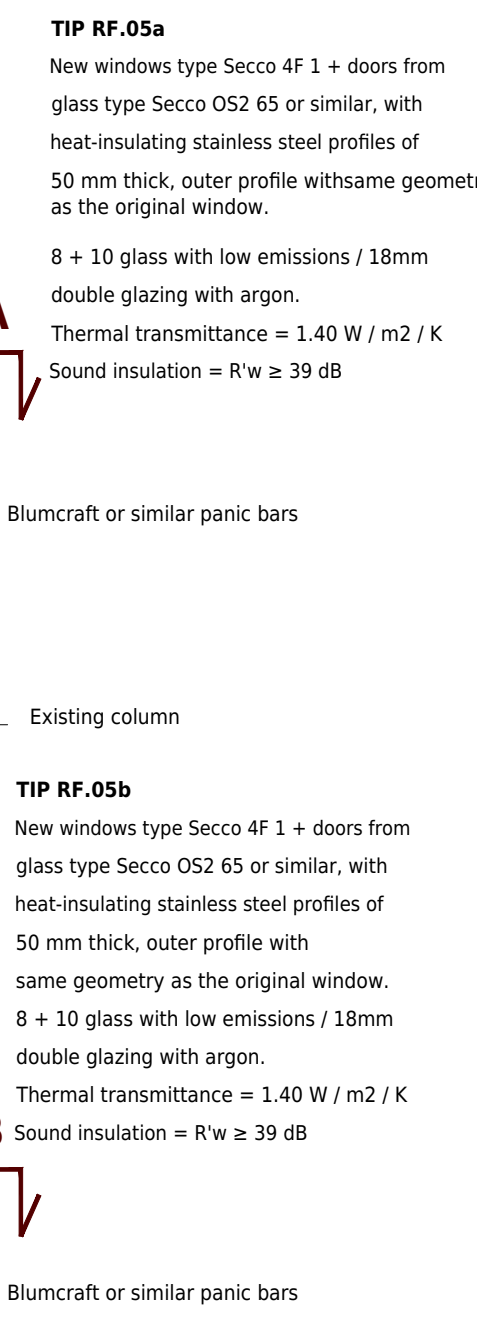 TIP RF.05a
New windows type Secco 4F 1 + doors from
glass type Secco OS2 65 or similar, with
heat-insulating stainless steel profiles of
50 mm thick, outer profile withsame geometr
as the original window.
8 + 10 glass with low emissions / 18mm
double glazing with argon.
Thermal transmittance = 1.40 W / m2 / K
Sound insulation = R'w ≥ 39 dB
Blumcraft or similar panic bars
Existing column
TIP RF.05b
New windows type Secco 4F 1 + doors from
glass type Secco OS2 65 or similar, with
heat-insulating stainless steel profiles of
50 mm thick, outer profile with
same geometry as the original window.
8 + 10 glass with low emissions / 18mm
double glazing with argon.
Thermal transmittance = 1.40 W / m2 / K
Sound insulation = R'w ≥ 39 dB
Blumcraft or similar panic bars